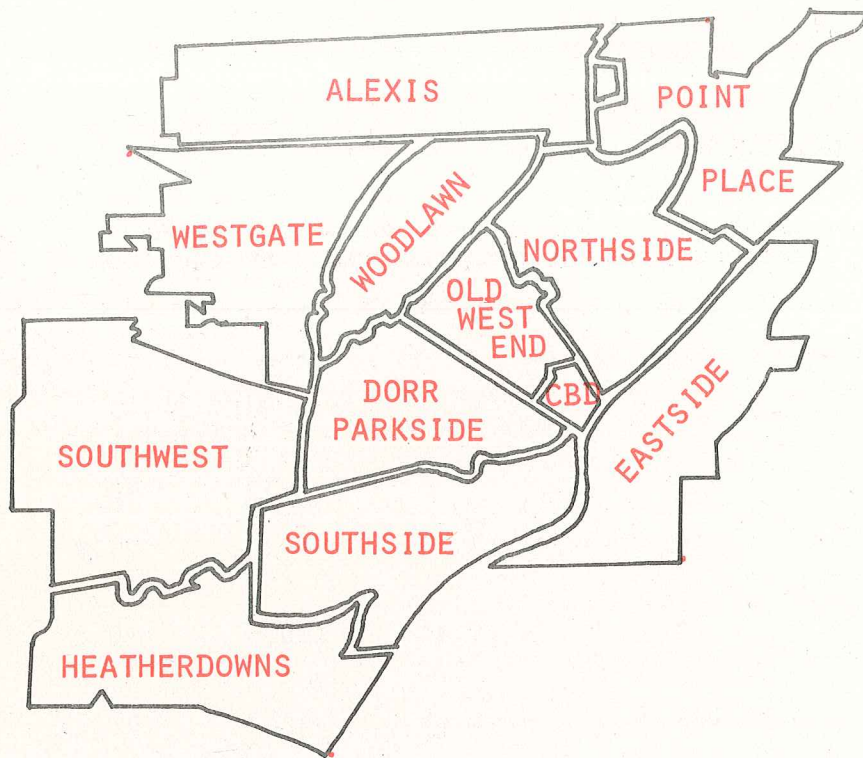 ALEXIS
POINT
PLACE
WESTGATE
WOODLAWN
NORTHSIDE
OLD
WEST
END
CBD
DORR
PARKSIDE
EASTSIDE
SOUTHWEST
SOUTHSIDE
HEATHERDOWNS